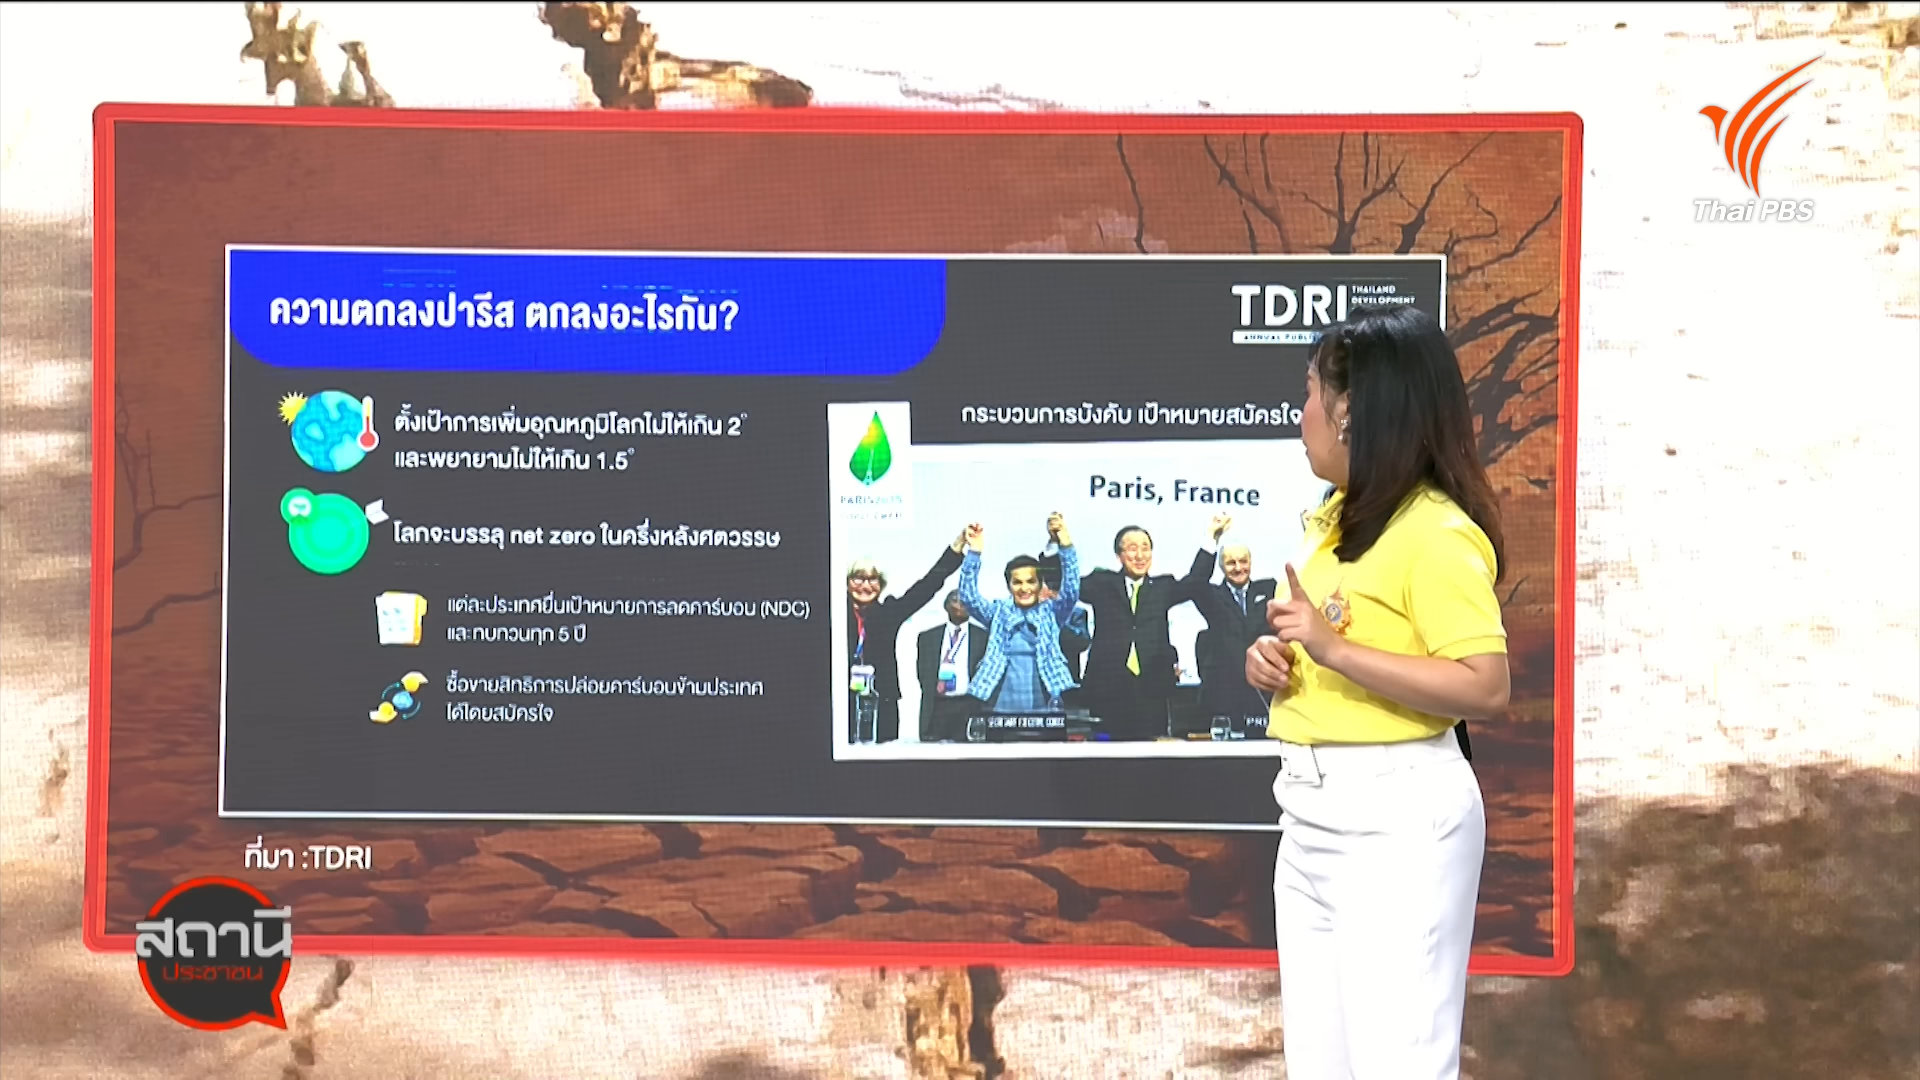 Thai PBS
ความตกลงปารีส ตกลงอะไรกัน?
TDRI
THAILAND
DEVELOPMENT
ANNUAL PUBLI
ตั้งเป้าการเพิ่มอุณหภูมิโลกไม่ให้เกิน 2°
และพยายามไม่ให้เกิน 1.5°
โลกจะบรรลุ net zero ในครึ่งหลังศตวรรษ
แต่ละประเทศยื่นเป้าหมายการลดคาร์บอน (NDC)
และทบทวนทุก 5 ปี
ซื้อขายสิทธิการปล่อยคาร์บอนข้ามประเทศ
ได้โดยสมัครใจ
กระบวนการบังคับ เป้าหมายสมัครใจ
PARIS2015
Paris, France
PRE
ที่มา :TDRI
สถานี
ประชาชน